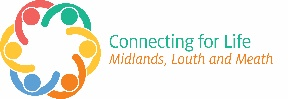 Connecting for Life
Midlands, Louth and Meath